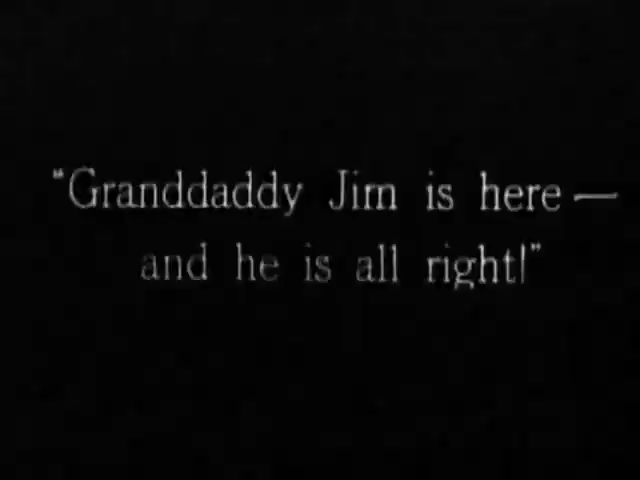 "Granddaddy Jim is here —
and he is all right!"